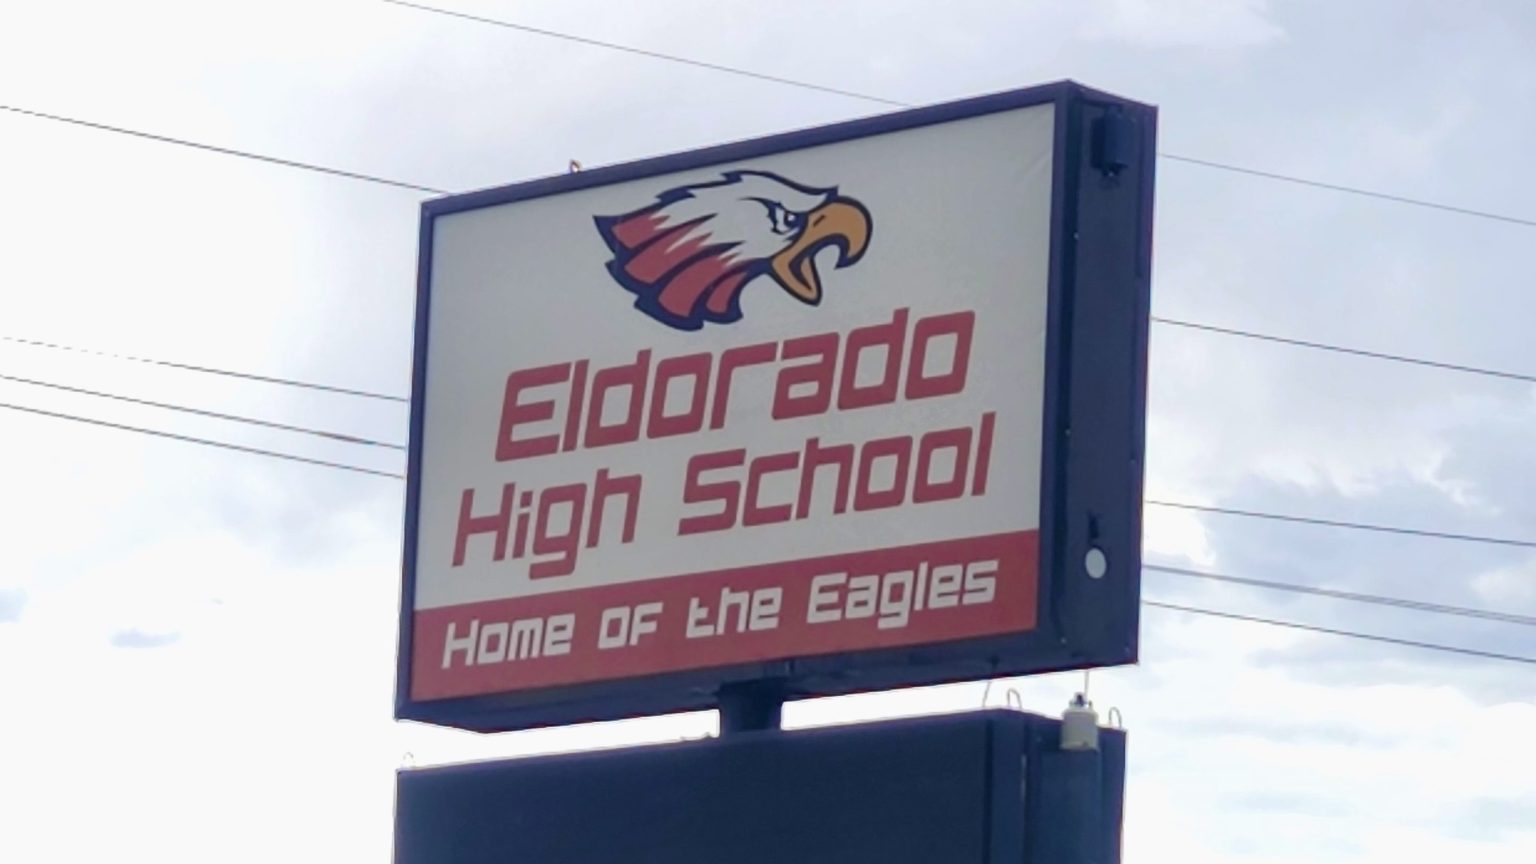 Eldorado
High School
Home of the Eagles